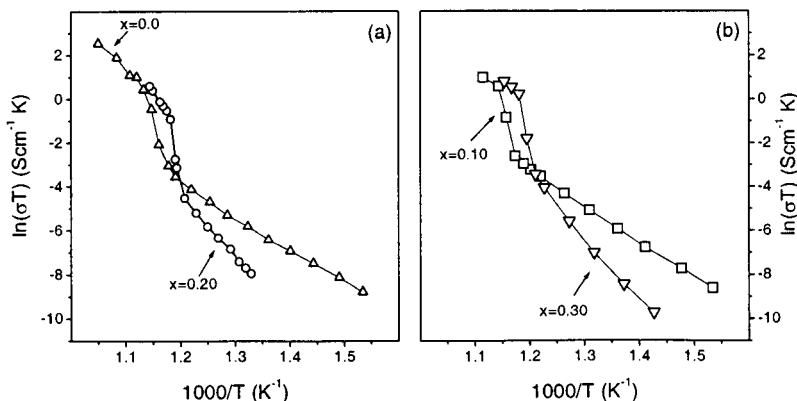 x=0.0
(a)
2
0
-2
-4
-6
-8
-10
ln(σT) (Scm⁻¹ K)
x=0.20
1.1
1.2
1.3
1.4
1.5
1000/T (K⁻¹)
(b)
x=0.10
x=0.30
2
0
-2
-4
-6
-8
-10
ln(σT) (Scm⁻¹ K)
1.1
1.2
1.3
1.4
1.5
1000/T (K⁻¹)